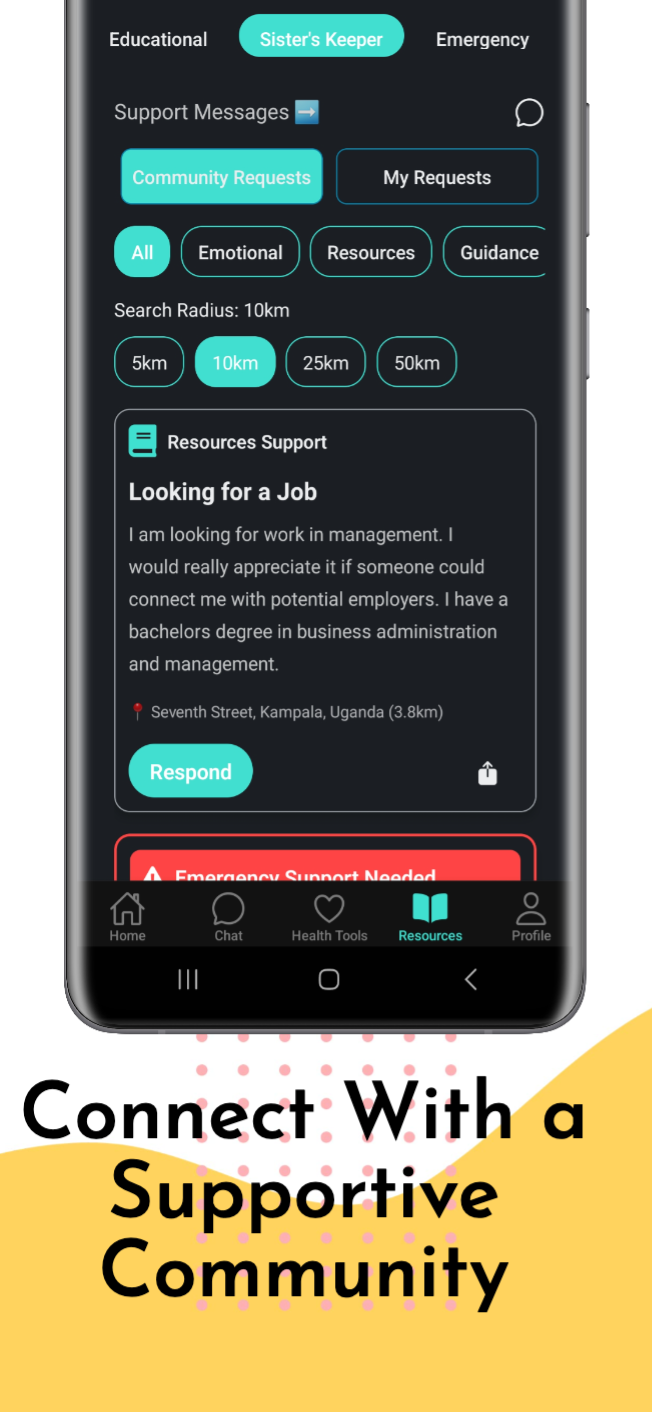 Educational Sister's Keeper Emergency
Support Messages ➡️
Community Requests My Requests
All Emotional Resources Guidance
Search Radius: 10km
5km 10km 25km 50km
Resources Support
Looking for a Job
I am looking for work in management. I
would really appreciate it if someone could
connect me with potential employers. I have a
bachelors degree in business administration
and management.
📍 Seventh Street, Kampala, Uganda (3.8km)
Respond
Emergency Support Needed
Home Chat Health Tools Resources Profile
Connect With a
Supportive
Community